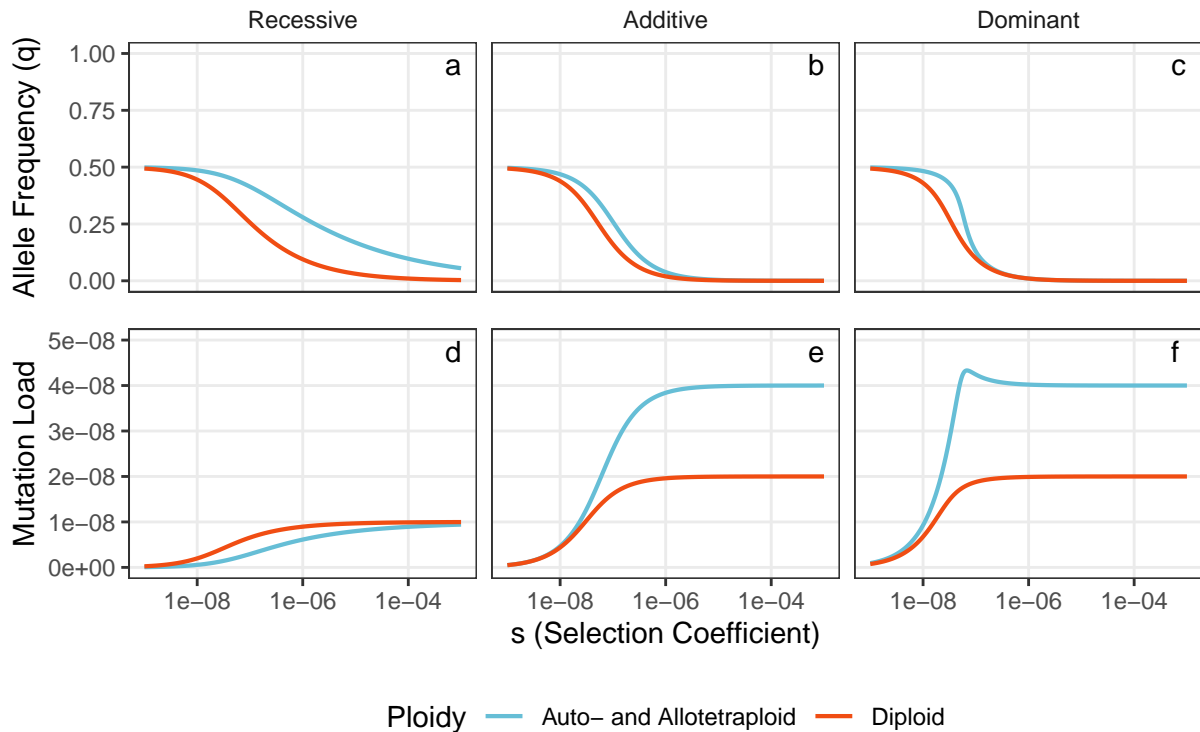 Recessive Additive Dominant
Allele Frequency (q)
1.00 a b c
0.75
0.50
0.25
0.00
Mutation Load
5e−08 d e f
4e−08
3e−08
2e−08
1e−08
0e+00
1e−08 1e−06 1e−04 1e−08 1e−06 1e−04 1e−08 1e−06 1e−04
s (Selection Coefficient)
Ploidy Auto− and Allotetraploid Diploid